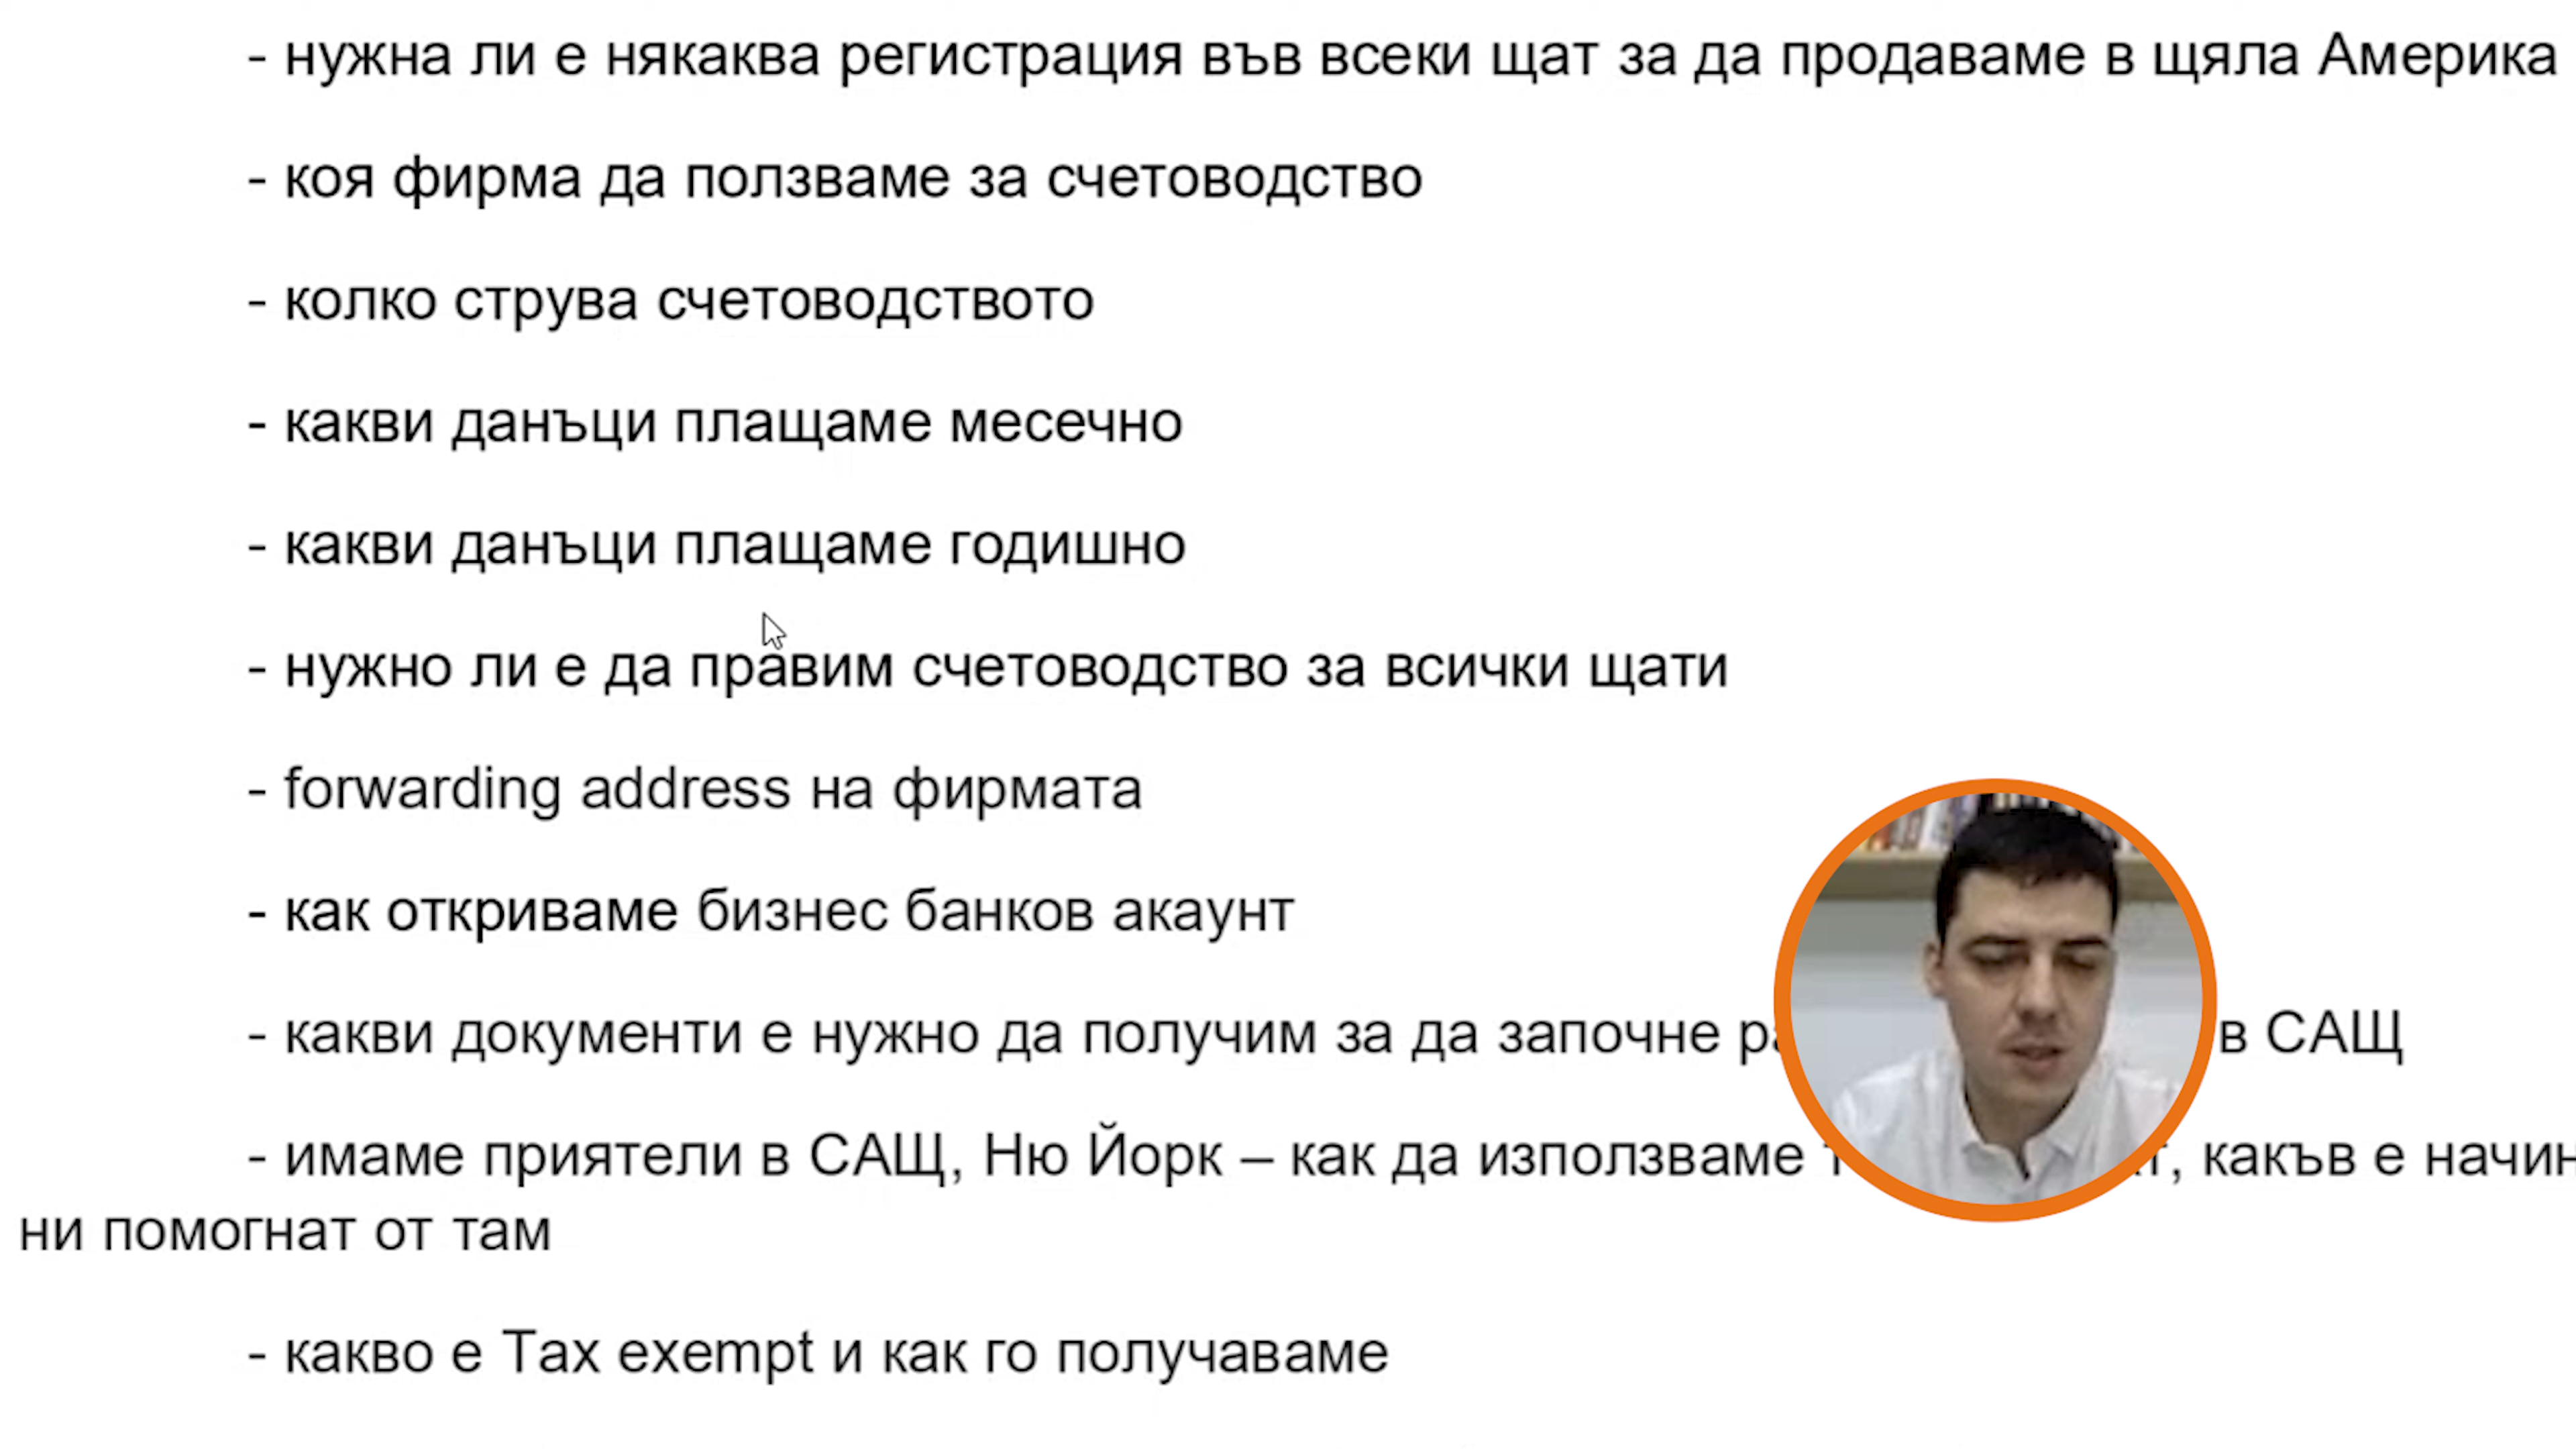 - нужна ли е някаква регистрация във всеки щат за да продаваме в щяла Америка
- коя фирма да ползваме за счетоводство
- колко струва счетоводството
- какви данъци плащаме месечно
- какви данъци плащаме годишно
- нужно ли е да правим счетоводство за всички щати
- forwarding address на фирмата
- как откриваме бизнес банков акаунт
- какви документи е нужно да получим за да започне в САЩ
- имаме приятели в САЩ, Ню Йорк – как да използваме , какъв е начин
ни помогнат от там
- какво е Tax exempt и как го получаваме